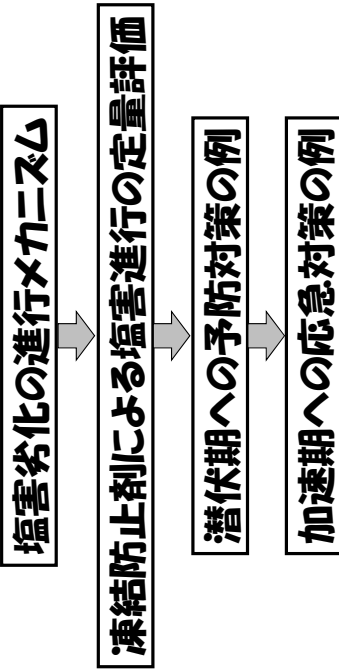 塩害劣化の進行メカニズム
凍結防止剤による塩害進行の定量評価
潜伏期への予防対策の例
加速期への応急対策の例